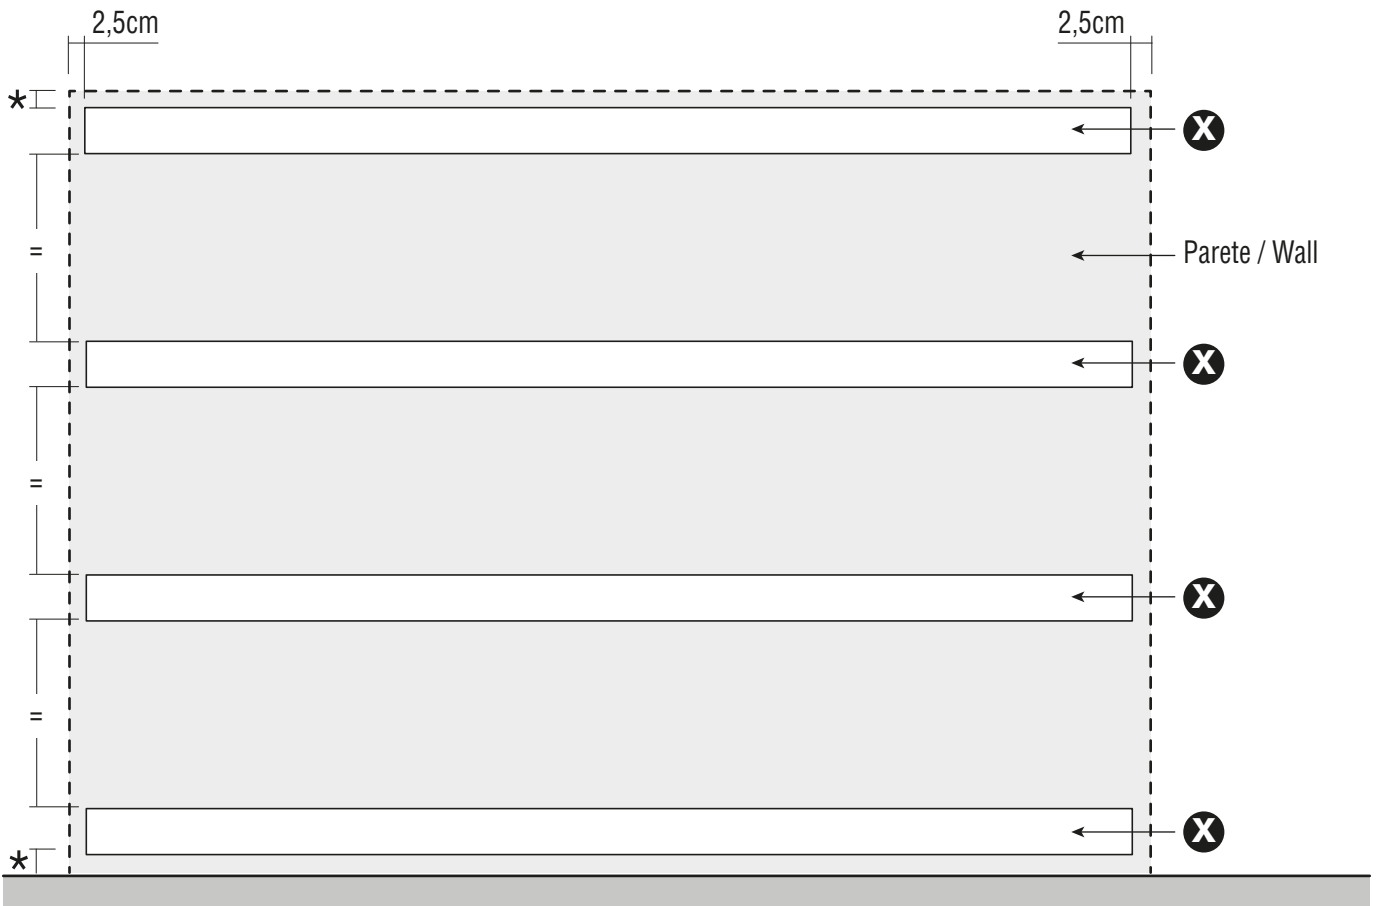 2,5cm 2,5cm
*
X
=
Parete / Wall
X
=
X
=
X
*